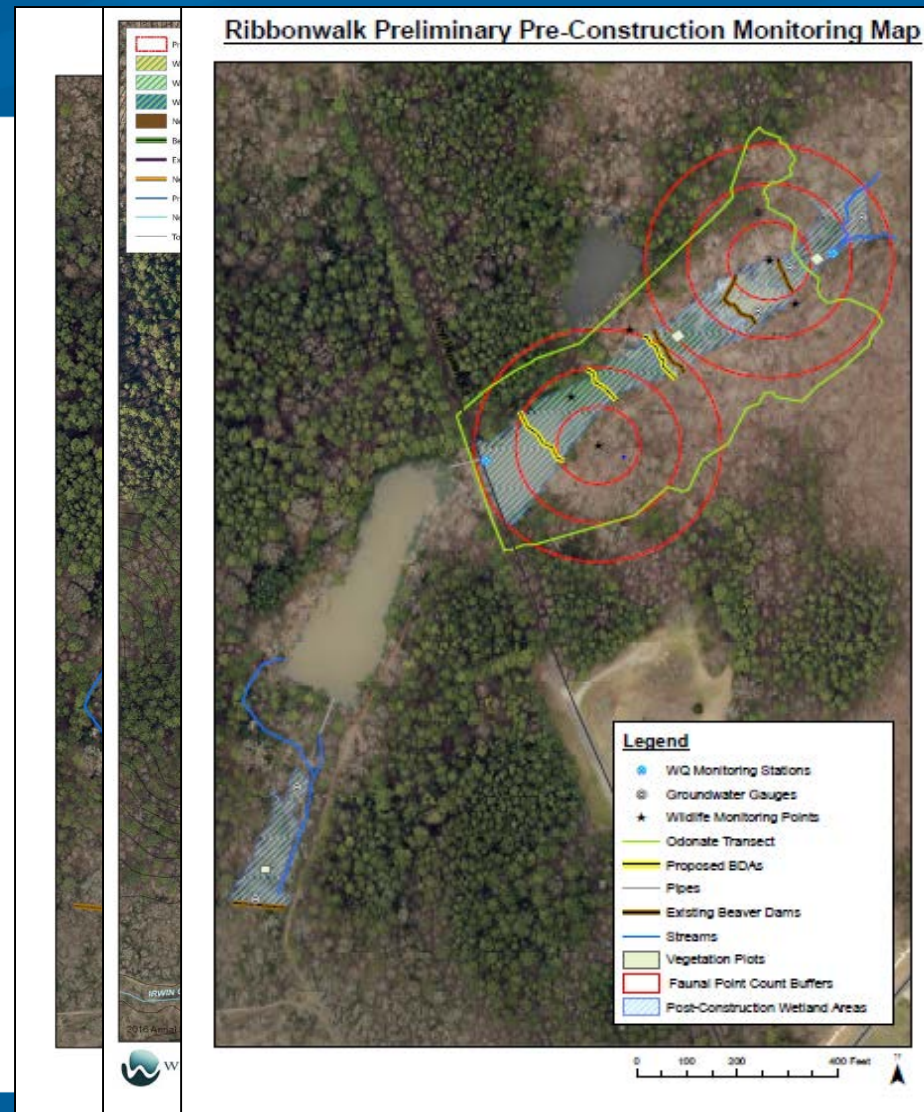 Ribbonwalk Preliminary Pre-Construction Monitoring Map
Legend
WQ Monitoring Stations
Groundwater Gauges
Wildlife Monitoring Points
Odonate Transect
Proposed BDAs
Pipes
Existing Beaver Dams
Streams
Vegetation Plots
Faunal Point Count Buffers
Post-Construction Wetland Areas
0 100 200 400 Feet
IRWIN
2016 Aerial
W